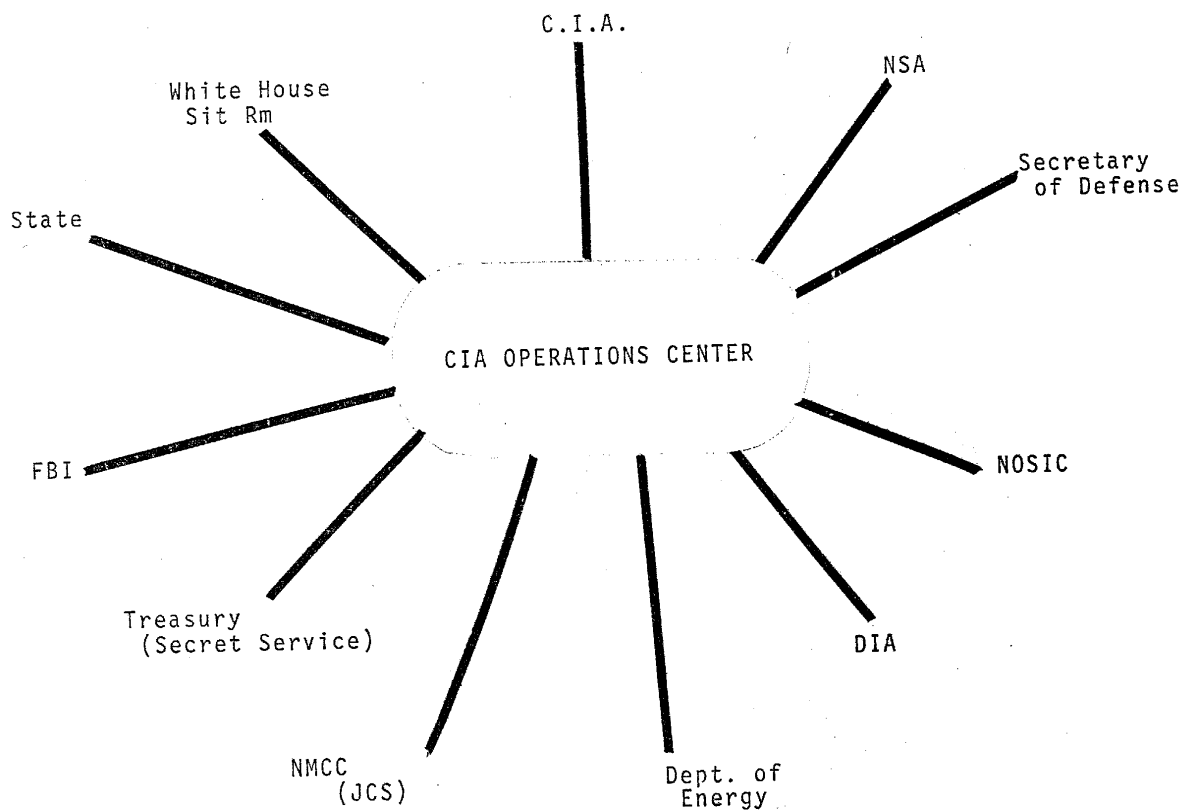 C.I.A.
NSA
White House
Sit Rm
Secretary
of Defense
State
CIA OPERATIONS CENTER
FBI
NOSIC
Treasury
(Secret Service)
DIA
NMCC
(JCS)
Dept. of
Energy